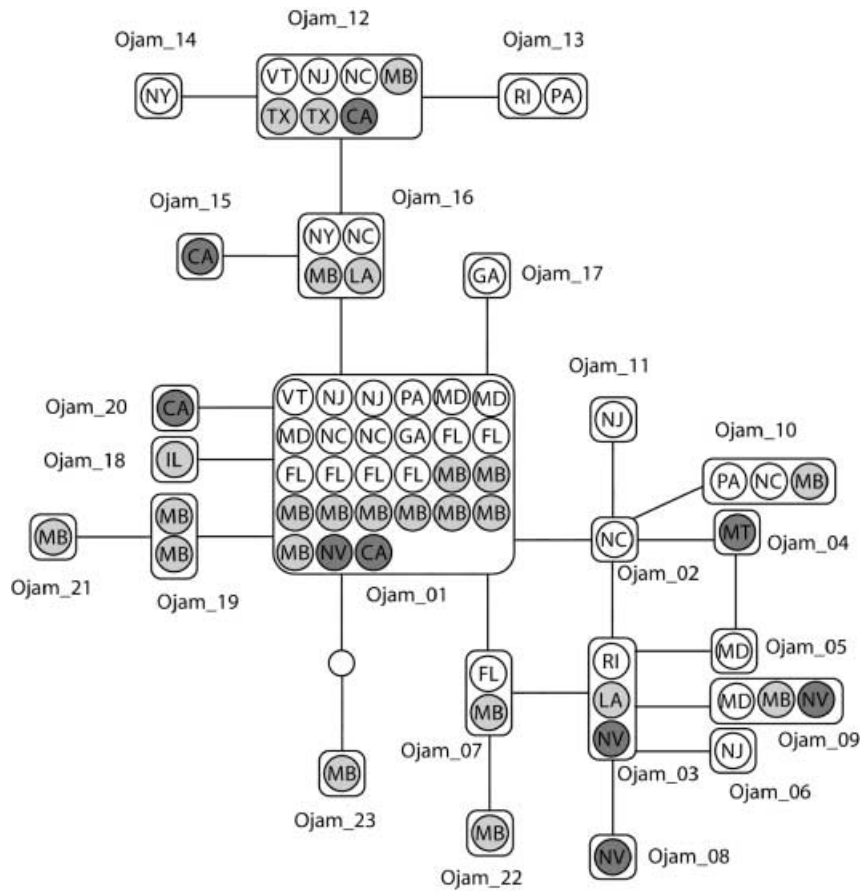 Ojam_12
Ojam_14
Ojam_13
VT NJ NC MB
NY
RI PA
TX TX CA
Ojam_15
Ojam_16
NY NC
CA
MB LA
GA
Ojam_17
Ojam_11
VT NJ NJ PA MD MD
Ojam_20
CA
NJ
MD NC NC GA FL FL
Ojam_10
Ojam_18
IL
FL FL FL FL MB MB
PA NC MB
MB
MB MB MB MB MB MB
MB
MB
NC
MT
Ojam_04
MB NV CA
Ojam_21
Ojam_19
Ojam_01
Ojam_02
RI
MD
Ojam_05
FL
LA
MD MB NV
MB
NV
Ojam_09
Ojam_07
NJ
Ojam_03
Ojam_06
MB
Ojam_23
MB
NV
Ojam_08
Ojam_22